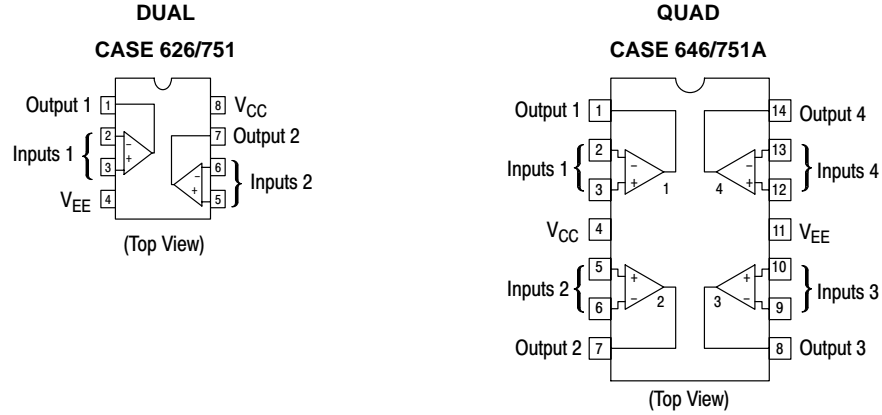 DUAL
CASE 626/751
Output 1 1 8 VCC
2 7 Output 2
Inputs 1 { − + − + 6 } Inputs 2
3 5
VEE 4
(Top View)
QUAD
CASE 646/751A
Output 1 1 14 Output 4
2 13
Inputs 1 { − + 1 4 − + } Inputs 4
3 12
VCC 4 11 VEE
5 10
Inputs 2 { + − 2 3 + − } Inputs 3
6 9
Output 2 7 8 Output 3
(Top View)